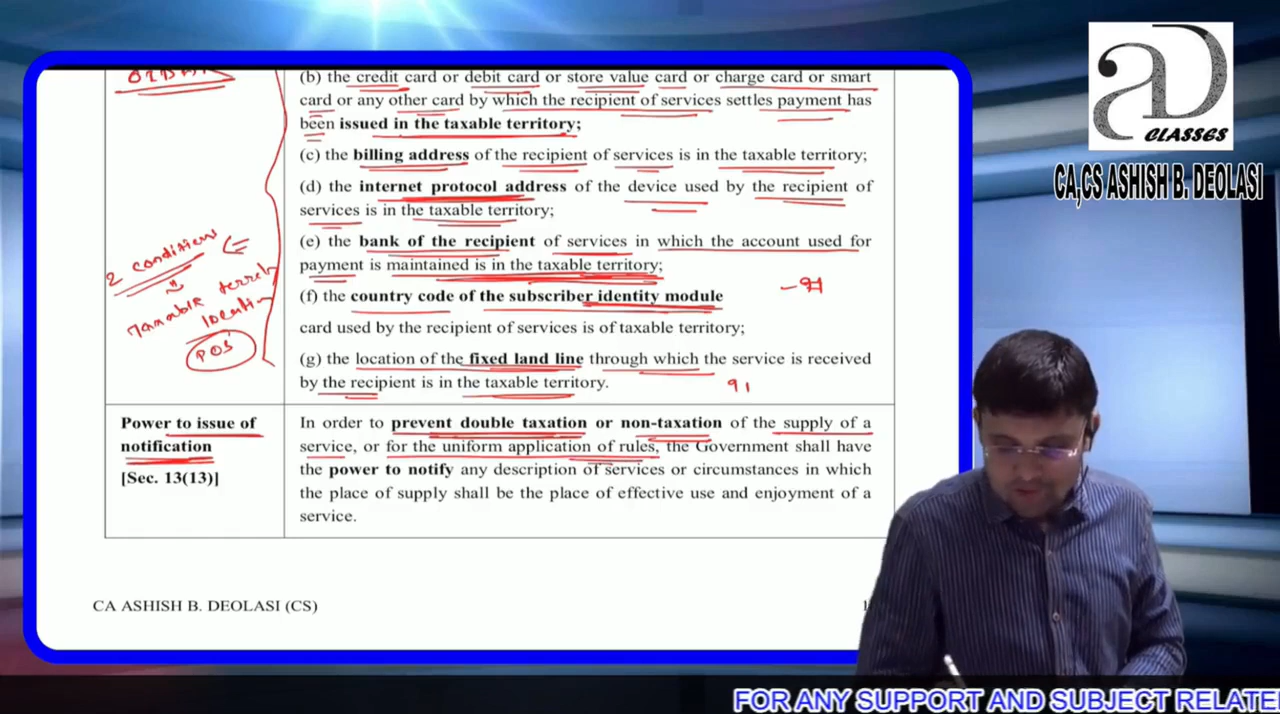 (b) the credit card or debit card or store value card or charge card or smart
card or any other card by which the recipient of services settles payment has
been issued in the taxable territory;
(c) the billing address of the recipient of services is in the taxable territory;
(d) the internet protocol address of the device used by the recipient of
services is in the taxable territory;
(e) the bank of the recipient of services in which the account used for
payment is maintained is in the taxable territory;
(f) the country code of the subscriber identity module
card used by the recipient of services is of taxable territory;
(g) the location of the fixed land line through which the service is received
by the recipient is in the taxable territory.
91
2 conditions
Taxable territory
location
POS
Power to issue of
notification
[Sec. 13(13)]
In order to prevent double taxation or non-taxation of the supply of a
service, or for the uniform application of rules, the Government shall have
the power to notify any description of services or circumstances in which
the place of supply shall be the place of effective use and enjoyment of a
service.
CA ASHISH B. DEOLASI (CS)
1
aD
CLASSES
CA,CS ASHISH B. DEOLASI
FOR ANY SUPPORT AND SUBJECT RELATE